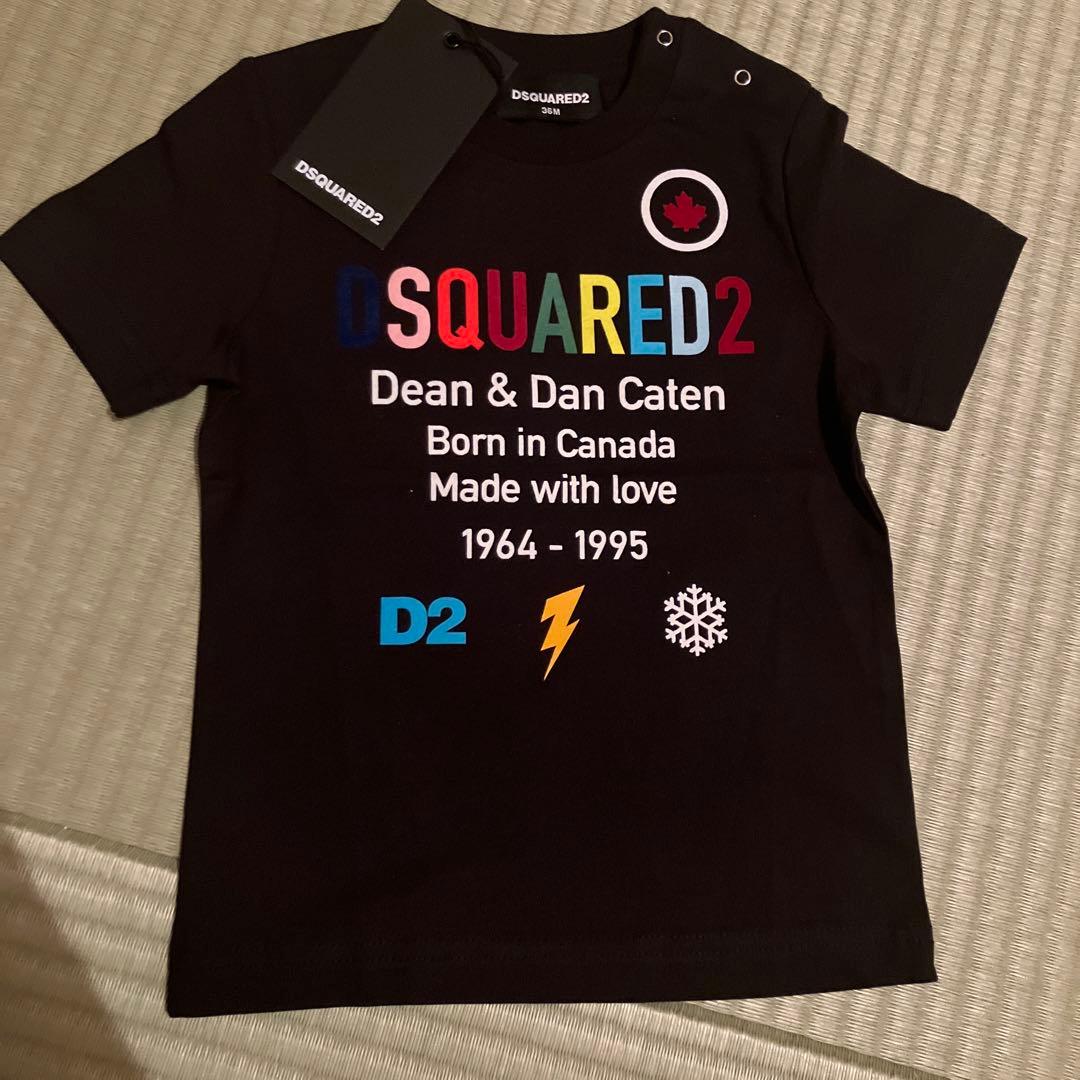 DSQUARED2
36M
DSQUARED2
DSQUARED2
Dean & Dan Caten
Born in Canada
Made with love
1964 - 1995
D2